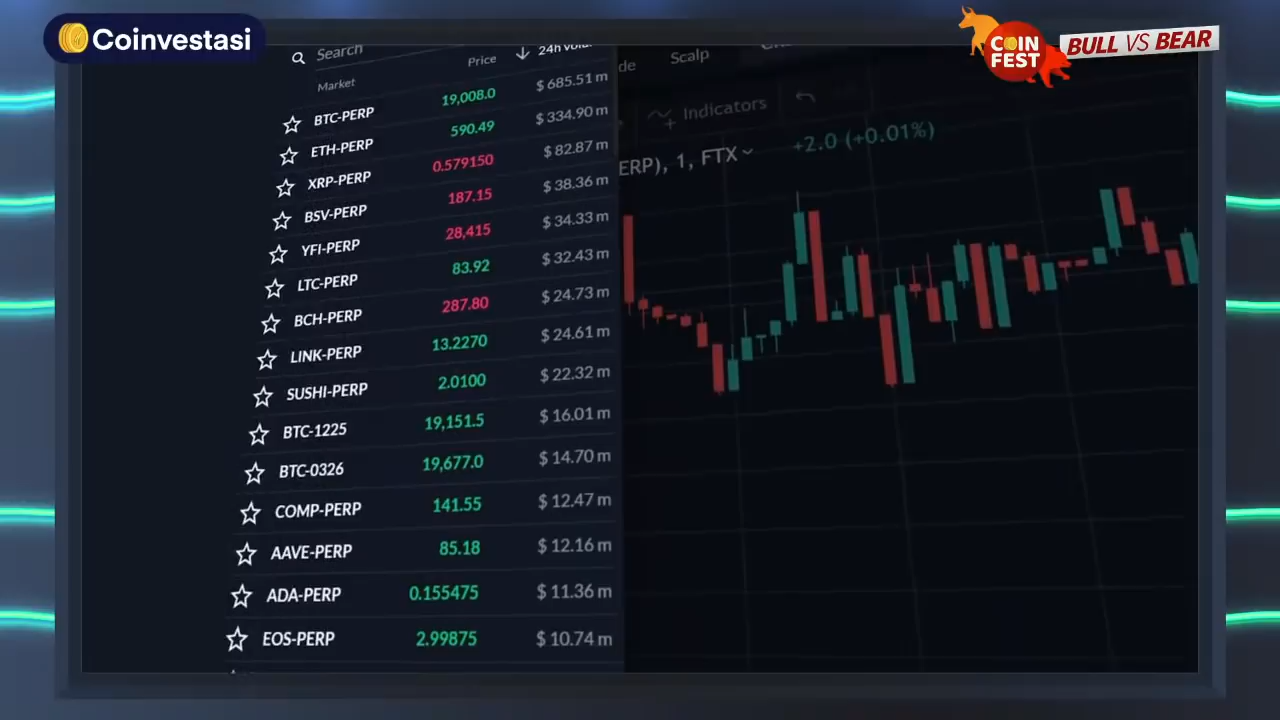 Coinvestasi
COIN FEST
BULL VS BEAR
Search
Market Price 24h
BTC-PERP 19,008.0 $ 685.51 m
ETH-PERP 590.49 $ 334.90 m
XRP-PERP 0.579150 $ 82.87 m
BSV-PERP 187.15 $ 38.36 m
YFI-PERP 28,415 $ 34.33 m
LTC-PERP 83.92 $ 32.43 m
BCH-PERP 287.80 $ 24.73 m
LINK-PERP 13.2270 $ 24.61 m
SUSHI-PERP 2.0100 $ 22.32 m
BTC-1225 19,151.5 $ 16.01 m
BTC-0326 19,677.0 $ 14.70 m
COMP-PERP 141.55 $ 12.47 m
AAVE-PERP 85.18 $ 12.16 m
ADA-PERP 0.155475 $ 11.36 m
EOS-PERP 2.99875 $ 10.74 m
de Scalp
Indicators
ERP), 1, FTX +2.0 (+0.01%)